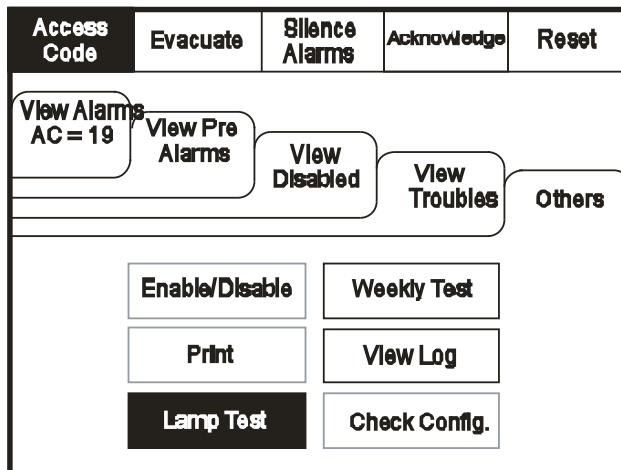 Access
Code
Evacuate
Silence
Alarms
Acknowledge
Reset
View Alarms
AC = 19
View Pre
Alarms
View
Disabled
View
Troubles
Others
Enable/Disable
Weekly Test
Print
View Log
Lamp Test
Check Config.